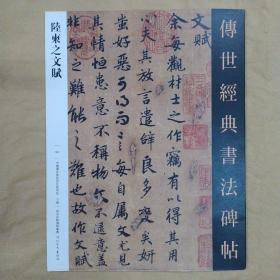 傳世經典書法碑帖
文賦
余每觀材士之作竊有以得其用
心夫其放言遣辭良多變矣妍
蚩好惡可得而言每自屬文尤見
其情恒患意不稱物文不逮意蓋
非知之難能之難也故作文賦
陸柬之文賦